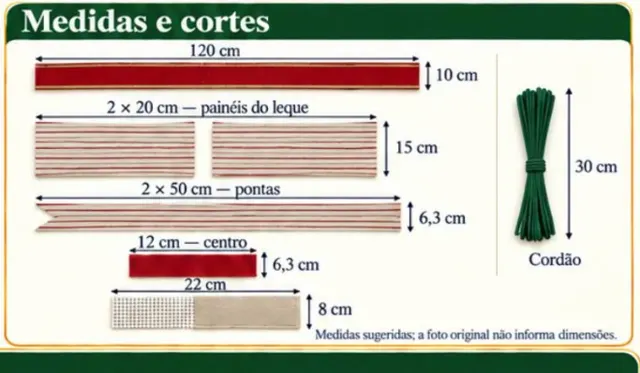 Medidas e cortes
120 cm
10 cm
2 × 20 cm — painéis do leque
15 cm
2 × 50 cm — pontas
6,3 cm
12 cm — centro
6,3 cm
22 cm
8 cm
30 cm
Cordão
Medidas sugeridas; a foto original não informa dimensões.